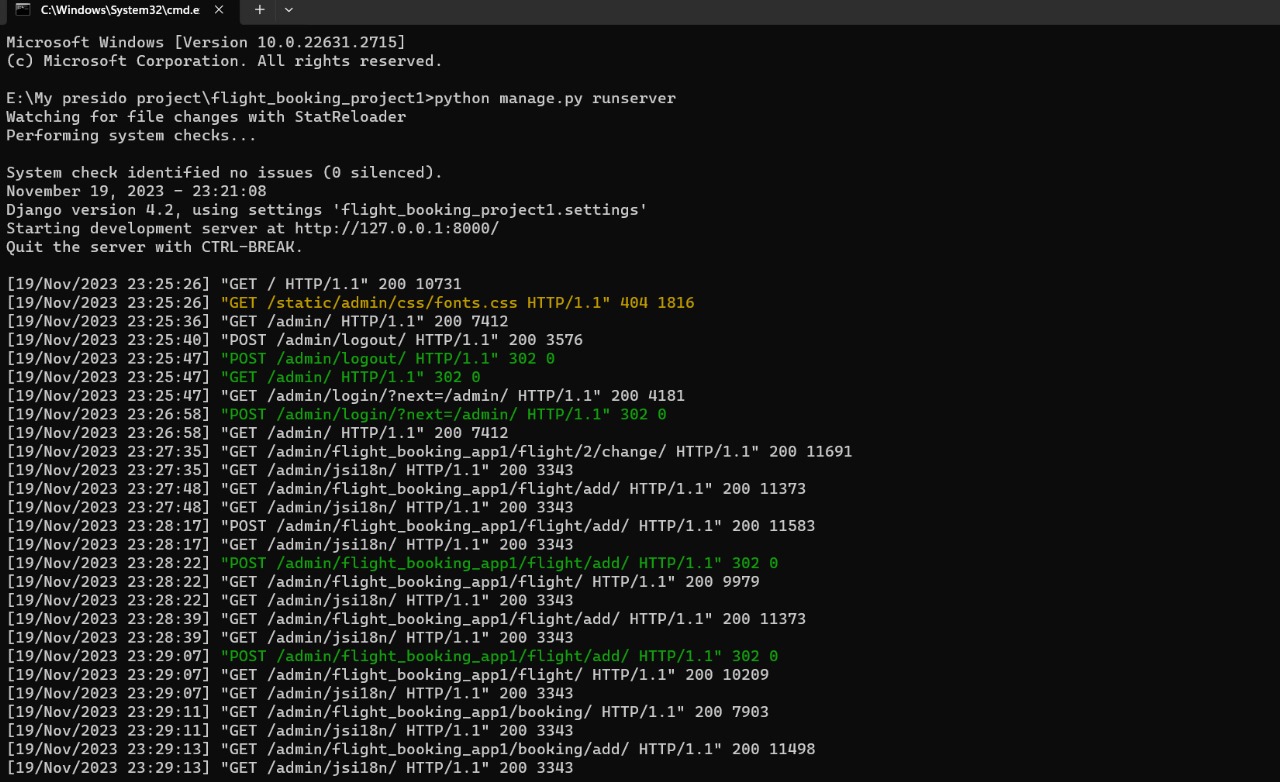 C:\Windows\System32\cmd.e
Microsoft Windows [Version 10.0.22631.2715]
(c) Microsoft Corporation. All rights reserved.
E:\My presido project\flight_booking_project1>python manage.py runserver
Watching for file changes with StatReloader
Performing system checks...
System check identified no issues (0 silenced).
November 19, 2023 - 23:21:08
Django version 4.2, using settings 'flight_booking_project1.settings'
Starting development server at http://127.0.0.1:8000/
Quit the server with CTRL-BREAK.
[19/Nov/2023 23:25:26] "GET / HTTP/1.1" 200 10731
[19/Nov/2023 23:25:26] "GET /static/admin/css/fonts.css HTTP/1.1" 404 1816
[19/Nov/2023 23:25:36] "GET /admin/ HTTP/1.1" 200 7412
[19/Nov/2023 23:25:40] "POST /admin/logout/ HTTP/1.1" 200 3576
[19/Nov/2023 23:25:47] "POST /admin/logout/ HTTP/1.1" 302 0
[19/Nov/2023 23:25:47] "GET /admin/ HTTP/1.1" 302 0
[19/Nov/2023 23:25:47] "GET /admin/login/?next=/admin/ HTTP/1.1" 200 4181
[19/Nov/2023 23:26:58] "POST /admin/login/?next=/admin/ HTTP/1.1" 302 0
[19/Nov/2023 23:26:58] "GET /admin/ HTTP/1.1" 200 7412
[19/Nov/2023 23:27:35] "GET /admin/flight_booking_app1/flight/2/change/ HTTP/1.1" 200 11691
[19/Nov/2023 23:27:35] "GET /admin/jsi18n/ HTTP/1.1" 200 3343
[19/Nov/2023 23:27:48] "GET /admin/flight_booking_app1/flight/add/ HTTP/1.1" 200 11373
[19/Nov/2023 23:27:48] "GET /admin/jsi18n/ HTTP/1.1" 200 3343
[19/Nov/2023 23:28:17] "POST /admin/flight_booking_app1/flight/add/ HTTP/1.1" 200 11583
[19/Nov/2023 23:28:17] "GET /admin/jsi18n/ HTTP/1.1" 200 3343
[19/Nov/2023 23:28:22] "POST /admin/flight_booking_app1/flight/add/ HTTP/1.1" 302 0
[19/Nov/2023 23:28:22] "GET /admin/flight_booking_app1/flight/ HTTP/1.1" 200 9979
[19/Nov/2023 23:28:22] "GET /admin/jsi18n/ HTTP/1.1" 200 3343
[19/Nov/2023 23:28:39] "GET /admin/flight_booking_app1/flight/add/ HTTP/1.1" 200 11373
[19/Nov/2023 23:28:39] "GET /admin/jsi18n/ HTTP/1.1" 200 3343
[19/Nov/2023 23:29:07] "POST /admin/flight_booking_app1/flight/add/ HTTP/1.1" 302 0
[19/Nov/2023 23:29:07] "GET /admin/flight_booking_app1/flight/ HTTP/1.1" 200 10209
[19/Nov/2023 23:29:07] "GET /admin/jsi18n/ HTTP/1.1" 200 3343
[19/Nov/2023 23:29:11] "GET /admin/flight_booking_app1/booking/ HTTP/1.1" 200 7903
[19/Nov/2023 23:29:11] "GET /admin/jsi18n/ HTTP/1.1" 200 3343
[19/Nov/2023 23:29:13] "GET /admin/flight_booking_app1/booking/add/ HTTP/1.1" 200 11498
[19/Nov/2023 23:29:13] "GET /admin/jsi18n/ HTTP/1.1" 200 3343